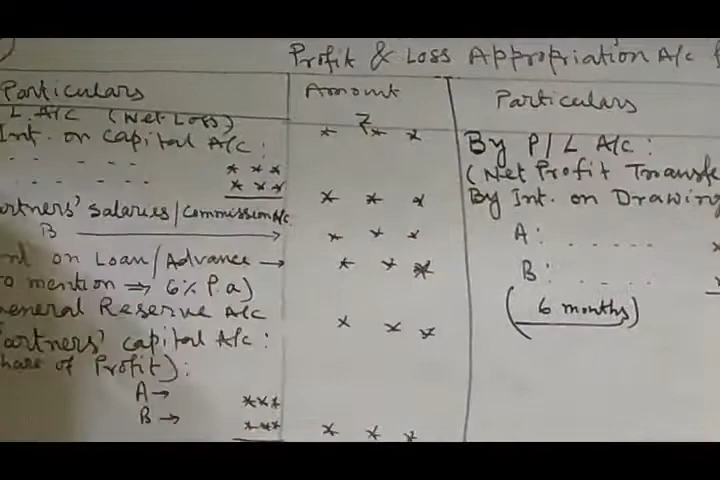 Profit & Loss Appropriation A/c
Particulars Amount Particulars
₹
L A/c (Net Loss) * * *
Int. on capital A/c:
- - - - - * * *
- - - - - * * * * * *
artners' Salaries/Commission A/c.
B → * * *
nt on Loan/Advance → * * *
o mention ⇒ 6% P.a)
eneral Reserve A/c * * *
artners' capital A/c:
hare of Profit):
A → ***
B → *** * * *
By P/L A/c:
(Net Profit Transfe
By Int. on Drawing
A: . . . . . .
B: . . . . .
(6 months)